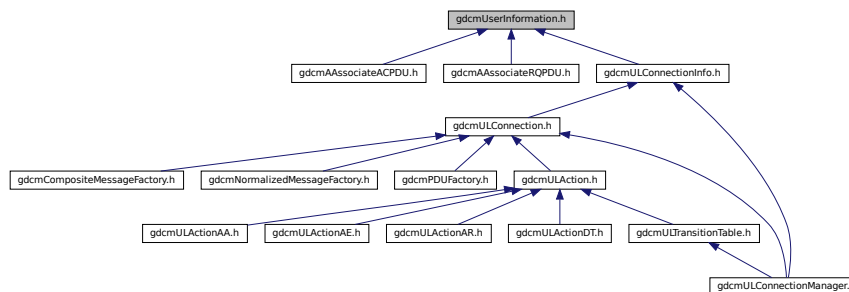 gdcmUserInformation.h
gdcmAAssociateACPDU.h
gdcmAAssociateRQPDU.h
gdcmULConnectionInfo.h
gdcmULConnection.h
gdcmCompositeMessageFactory.h
gdcmNormalizedMessageFactory.h
gdcmPDUFactory.h
gdcmULAction.h
gdcmULActionAA.h
gdcmULActionAE.h
gdcmULActionAR.h
gdcmULActionDT.h
gdcmULTransitionTable.h
gdcmULConnectionManager.